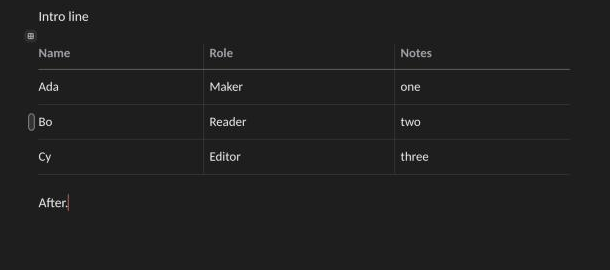 Intro line
Name Role Notes
Ada Maker one
Bo Reader two
Cy Editor three
After.